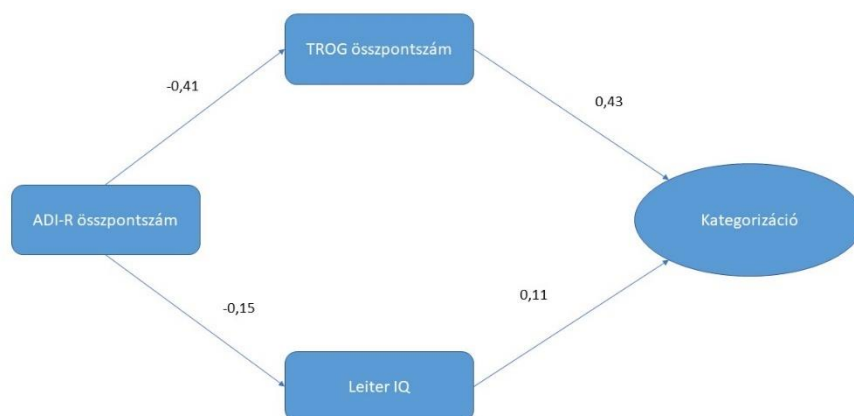 TROG összpontszám
-0,41
0,43
ADI-R összpontszám
Kategorizáció
-0,15
0,11
Leiter IQ